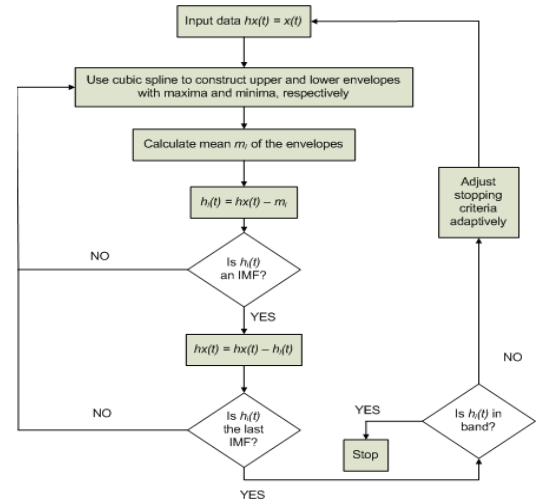 Input data hx(t) = x(t)
Use cubic spline to construct upper and lower envelopes
with maxima and minima, respectively
Calculate mean mᵢ of the envelopes
hᵢ(t) = hx(t) – mᵢ
Adjust
stopping
criteria
adaptively
NO
Is hᵢ(t)
an IMF?
YES
hx(t) = hx(t) – hᵢ(t)
NO
NO
Is hᵢ(t)
the last
IMF?
YES
Is hᵢ(t) in
band?
Stop
YES